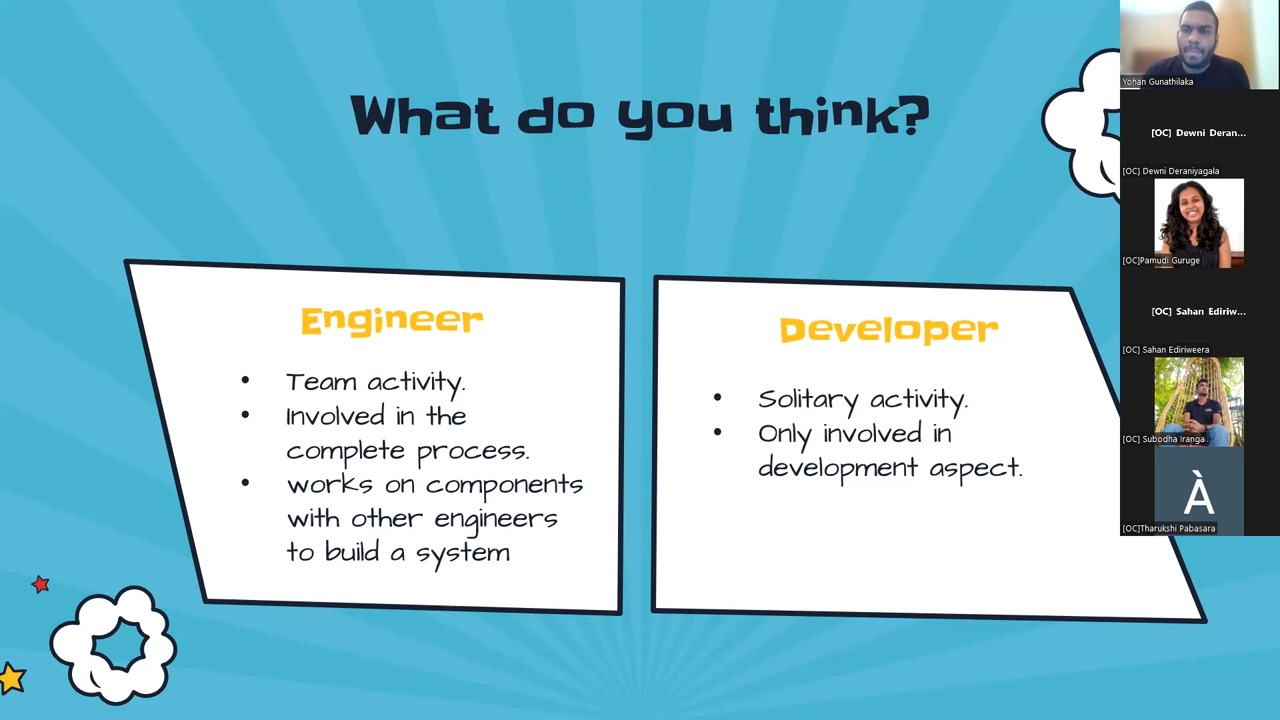 What do you think?
Engineer
• Team activity.
• Involved in the
complete process.
• works on components
with other engineers
to build a system
Developer
• Solitary activity.
• Only involved in
development aspect.
Yohan Gunathilaka
[OC] Dewni Deran...
[OC] Dewni Deraniyagala
[OC]Pamudi Guruge
[OC] Sahan Ediriw...
[OC] Sahan Ediriweera
[OC] Subodha Iranga
À
[OC]Tharukshi Pabasara